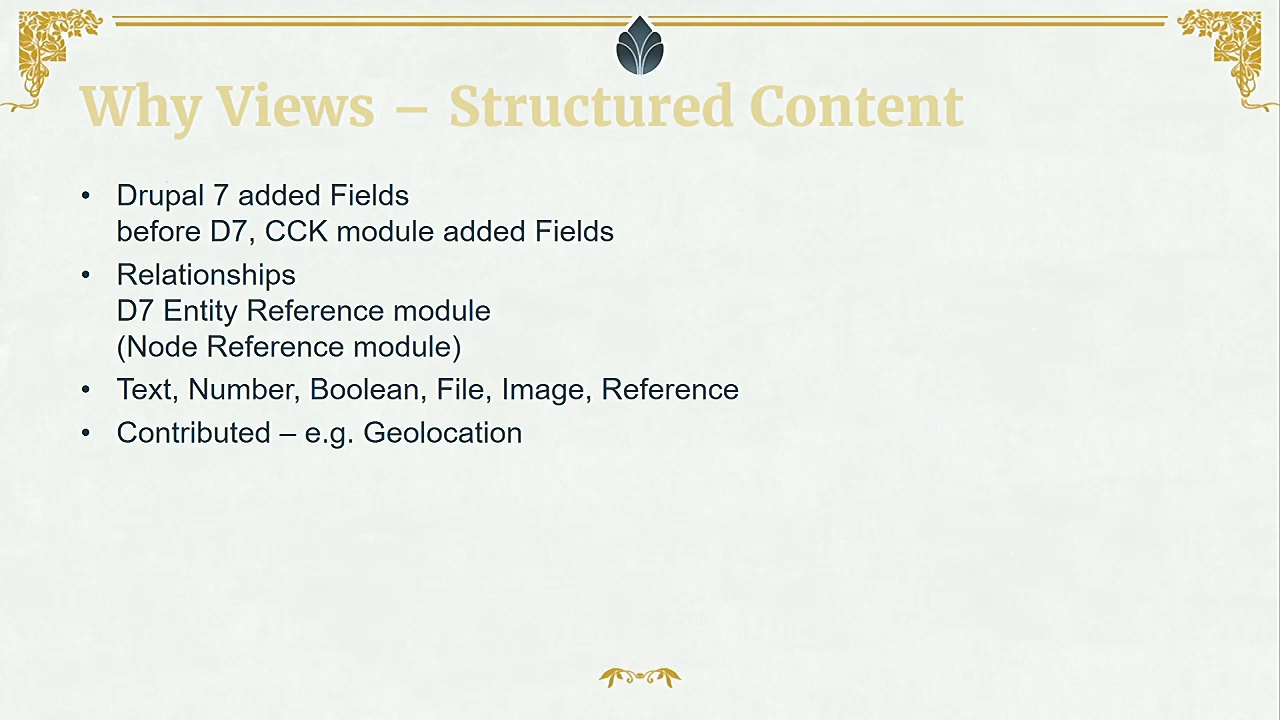 Why Views – Structured Content
• Drupal 7 added Fields
before D7, CCK module added Fields
• Relationships
D7 Entity Reference module
(Node Reference module)
• Text, Number, Boolean, File, Image, Reference
• Contributed – e.g. Geolocation